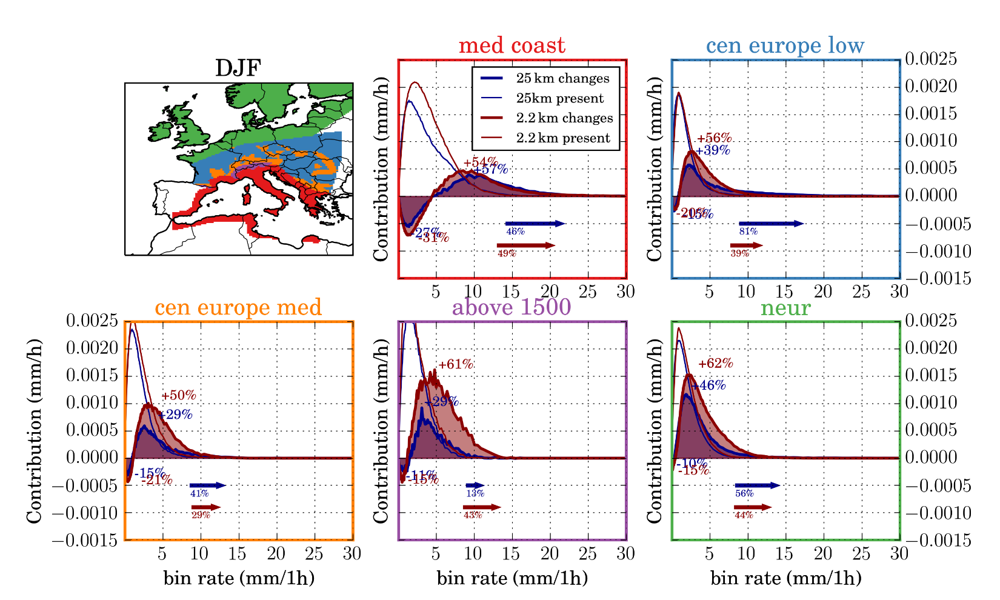 DJF
med coast
25 km changes
25km present
2.2 km changes
2.2 km present
Contribution (mm/h)
+54%
+57%
-27%
-31%
46%
49%
5 10 15 20 25 30
cen europe low
Contribution (mm/h)
0.0025
0.0020
0.0015
0.0010
0.0005
0.0000
−0.0005
−0.0010
−0.0015
+56%
+39%
-20%
-15%
81%
39%
5 10 15 20 25 30
cen europe med
Contribution (mm/h)
0.0025
0.0020
0.0015
0.0010
0.0005
0.0000
−0.0005
−0.0010
−0.0015
+50%
+29%
-15%
-21%
41%
29%
5 10 15 20 25 30
bin rate (mm/1h)
above 1500
Contribution (mm/h)
+61%
+29%
-11%
-15%
13%
43%
5 10 15 20 25 30
bin rate (mm/1h)
neur
Contribution (mm/h)
0.0025
0.0020
0.0015
0.0010
0.0005
0.0000
−0.0005
−0.0010
−0.0015
+62%
+46%
-10%
-15%
56%
44%
5 10 15 20 25 30
bin rate (mm/1h)